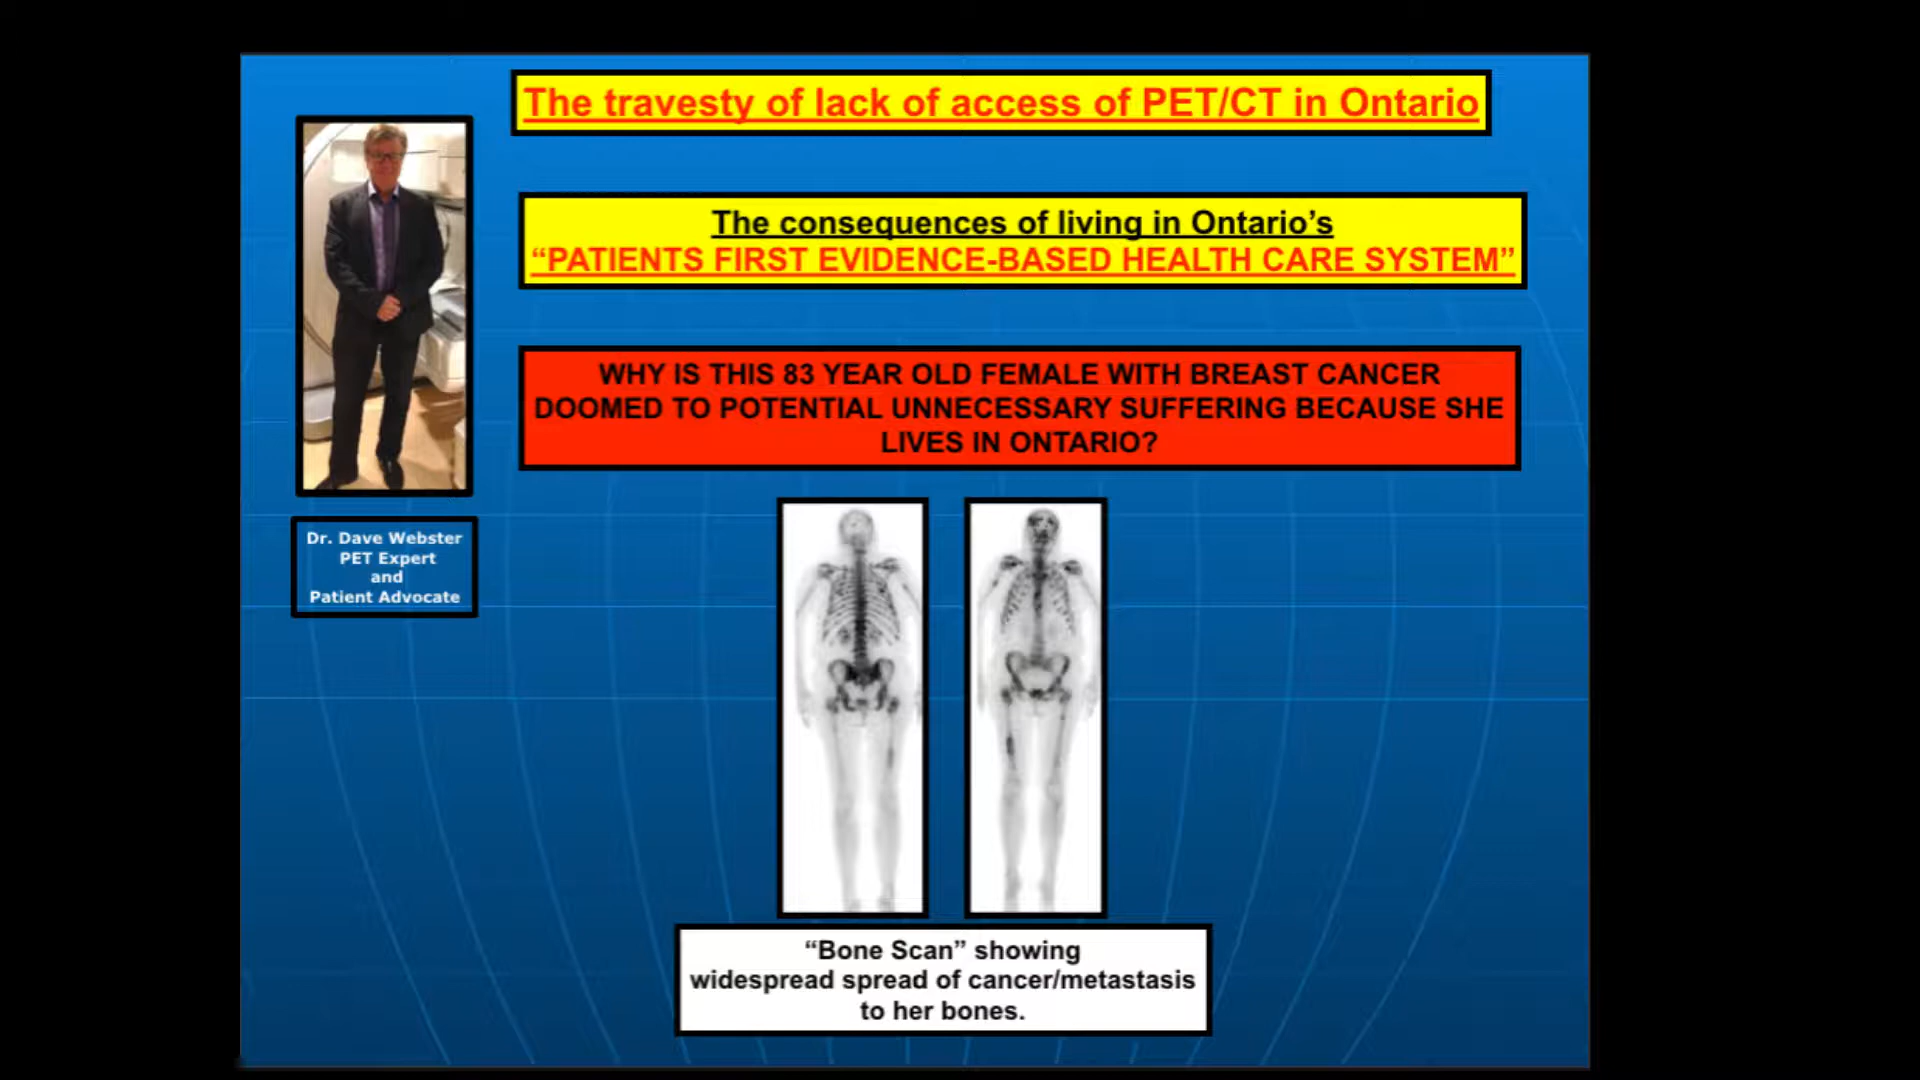 The travesty of lack of access of PET/CT in Ontario
The consequences of living in Ontario’s
“PATIENTS FIRST EVIDENCE-BASED HEALTH CARE SYSTEM”
WHY IS THIS 83 YEAR OLD FEMALE WITH BREAST CANCER
DOOMED TO POTENTIAL UNNECESSARY SUFFERING BECAUSE SHE
LIVES IN ONTARIO?
Dr. Dave Webster
PET Expert
and
Patient Advocate
“Bone Scan” showing
widespread spread of cancer/metastasis
to her bones.